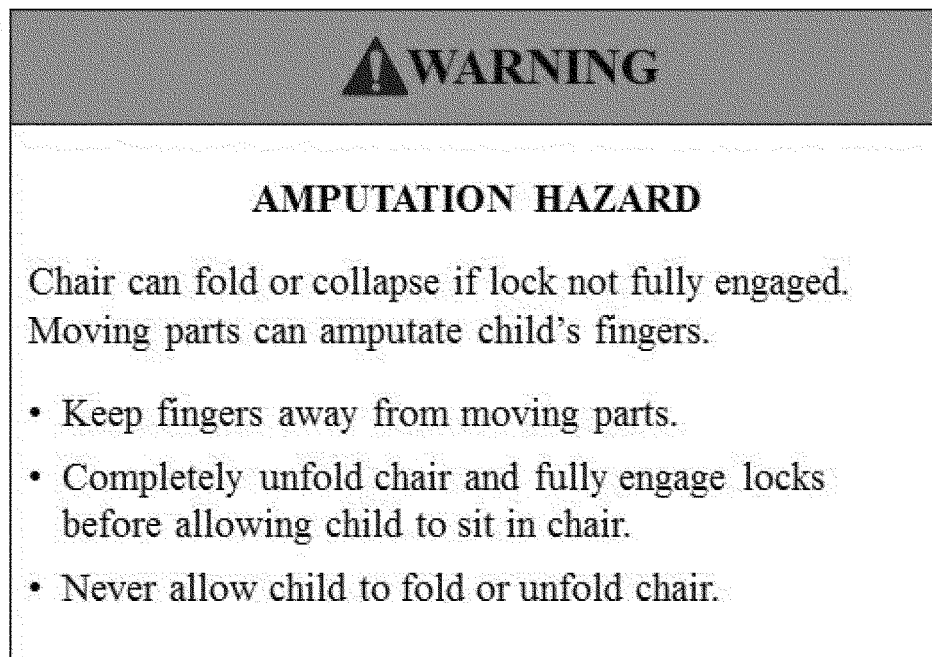 WARNING
AMPUTATION HAZARD
Chair can fold or collapse if lock not fully engaged.
Moving parts can amputate child’s fingers.
• Keep fingers away from moving parts.
• Completely unfold chair and fully engage locks
before allowing child to sit in chair.
• Never allow child to fold or unfold chair.